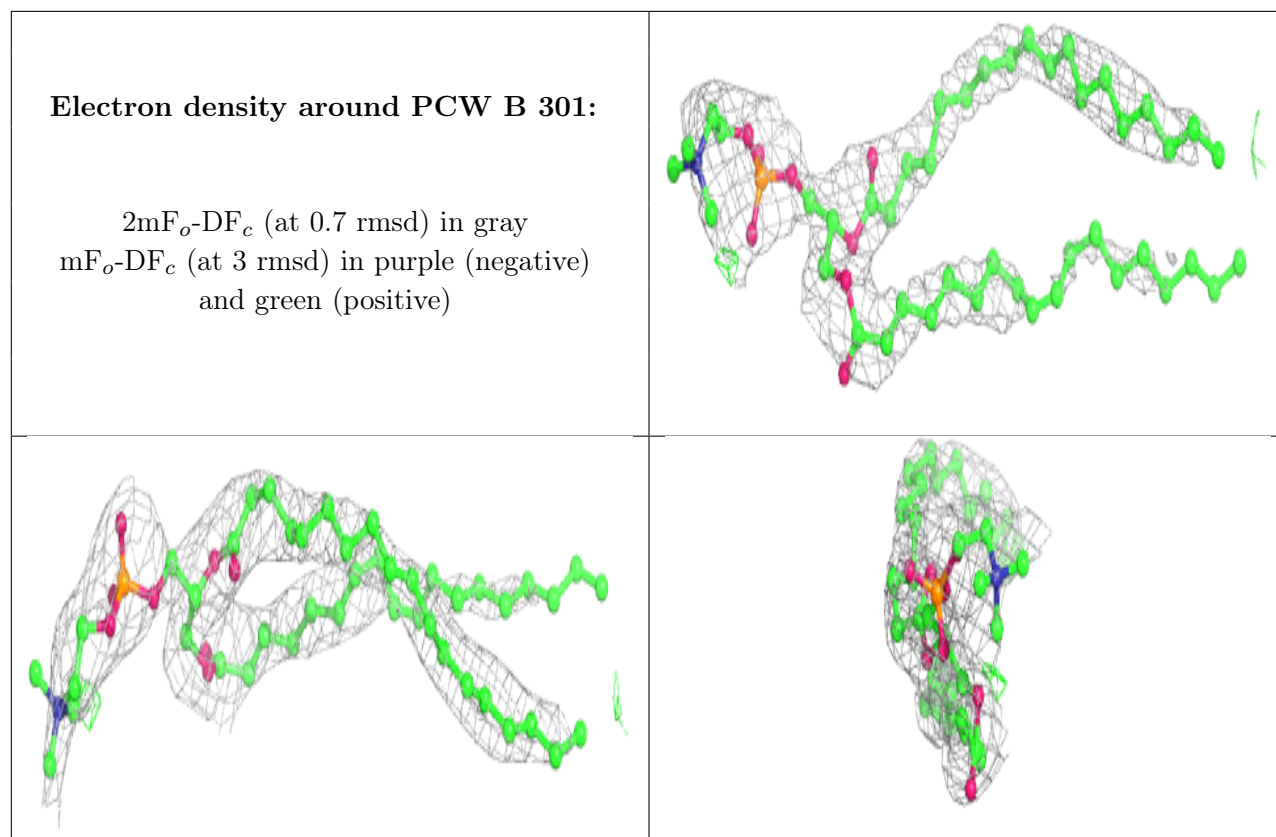 Electron density around PCW B 301:
2mFo-DFc (at 0.7 rmsd) in gray
mFo-DFc (at 3 rmsd) in purple (negative)
and green (positive)